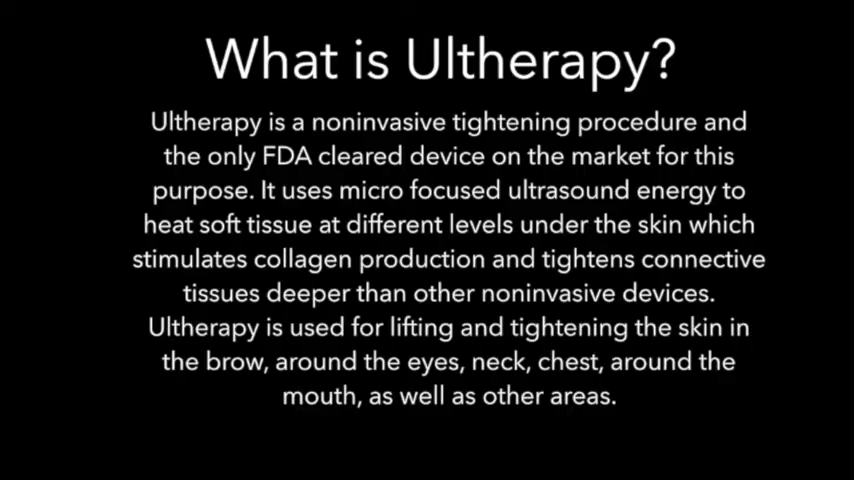 What is Ultherapy?
Ultherapy is a noninvasive tightening procedure and
the only FDA cleared device on the market for this
purpose. It uses micro focused ultrasound energy to
heat soft tissue at different levels under the skin which
stimulates collagen production and tightens connective
tissues deeper than other noninvasive devices.
Ultherapy is used for lifting and tightening the skin in
the brow, around the eyes, neck, chest, around the
mouth, as well as other areas.